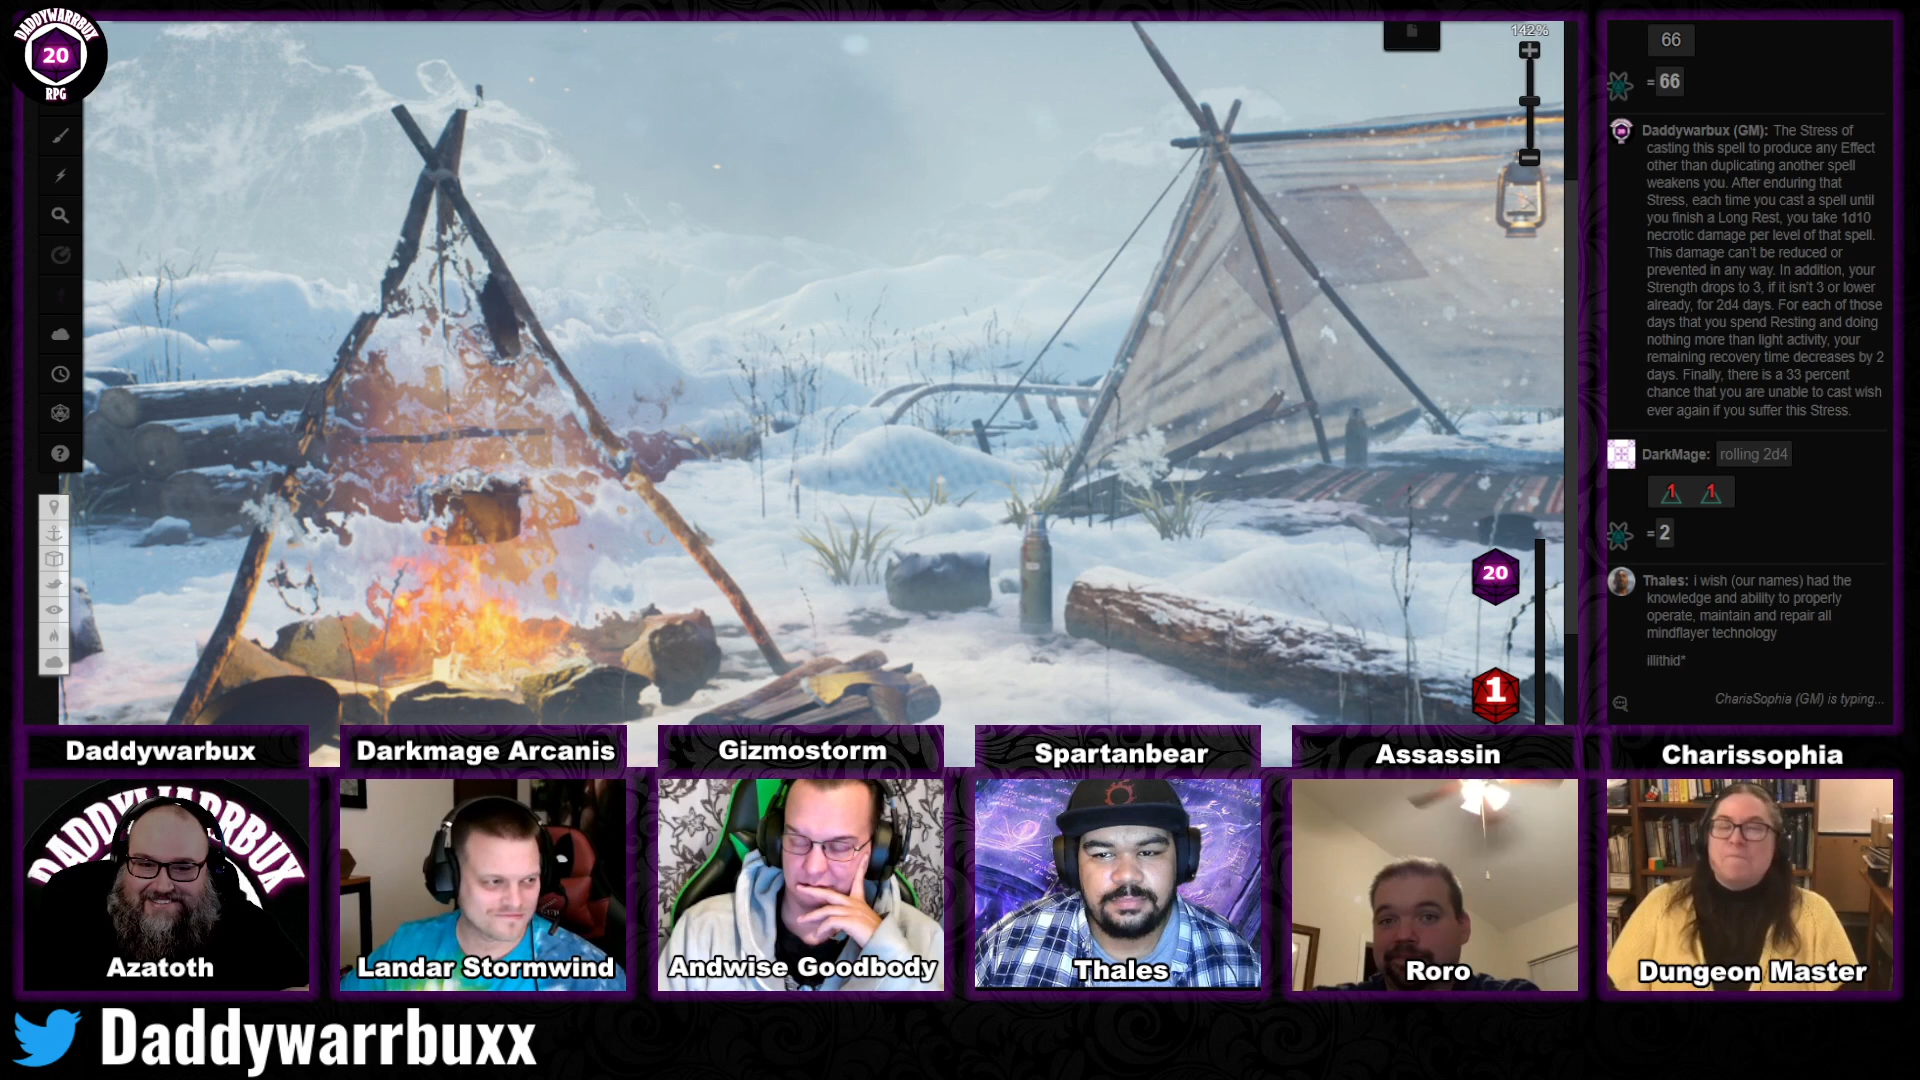 DADDYWARRBUX
20
RPG
142%
66
= 66
Daddywarbux (GM): The Stress of
casting this spell to produce any Effect
other than duplicating another spell
weakens you. After enduring that
Stress, each time you cast a spell until
you finish a Long Rest, you take 1d10
necrotic damage per level of that spell.
This damage can't be reduced or
prevented in any way. In addition, your
Strength drops to 3, if it isn't 3 or lower
already, for 2d4 days. For each of those
days that you spend Resting and doing
nothing more than light activity, your
remaining recovery time decreases by 2
days. Finally, there is a 33 percent
chance that you are unable to cast wish
ever again if you suffer this Stress.
DarkMage: rolling 2d4
1 1
= 2
Thales: i wish (our names) had the
knowledge and ability to properly
operate, maintain and repair all
mindflayer technology
illithid*
CharisSophia (GM) is typing...
20
1
Daddywarbux
Darkmage Arcanis
Gizmostorm
Spartanbear
Assassin
Charissophia
DADDYWARRBUX
Azatoth
Landar Stormwind
Andwise Goodbody
Thales
Roro
Dungeon Master
Daddywarrbuxx